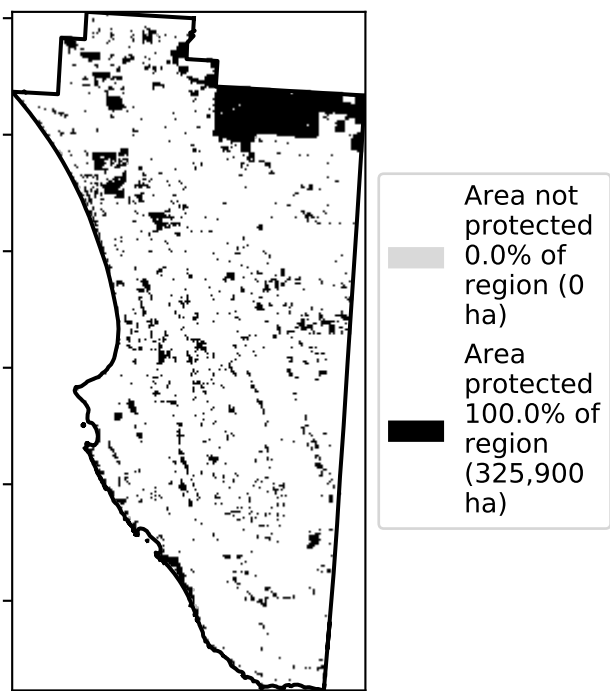 Area not
protected
0.0% of
region (0
ha)
Area
protected
100.0% of
region
(325,900
ha)